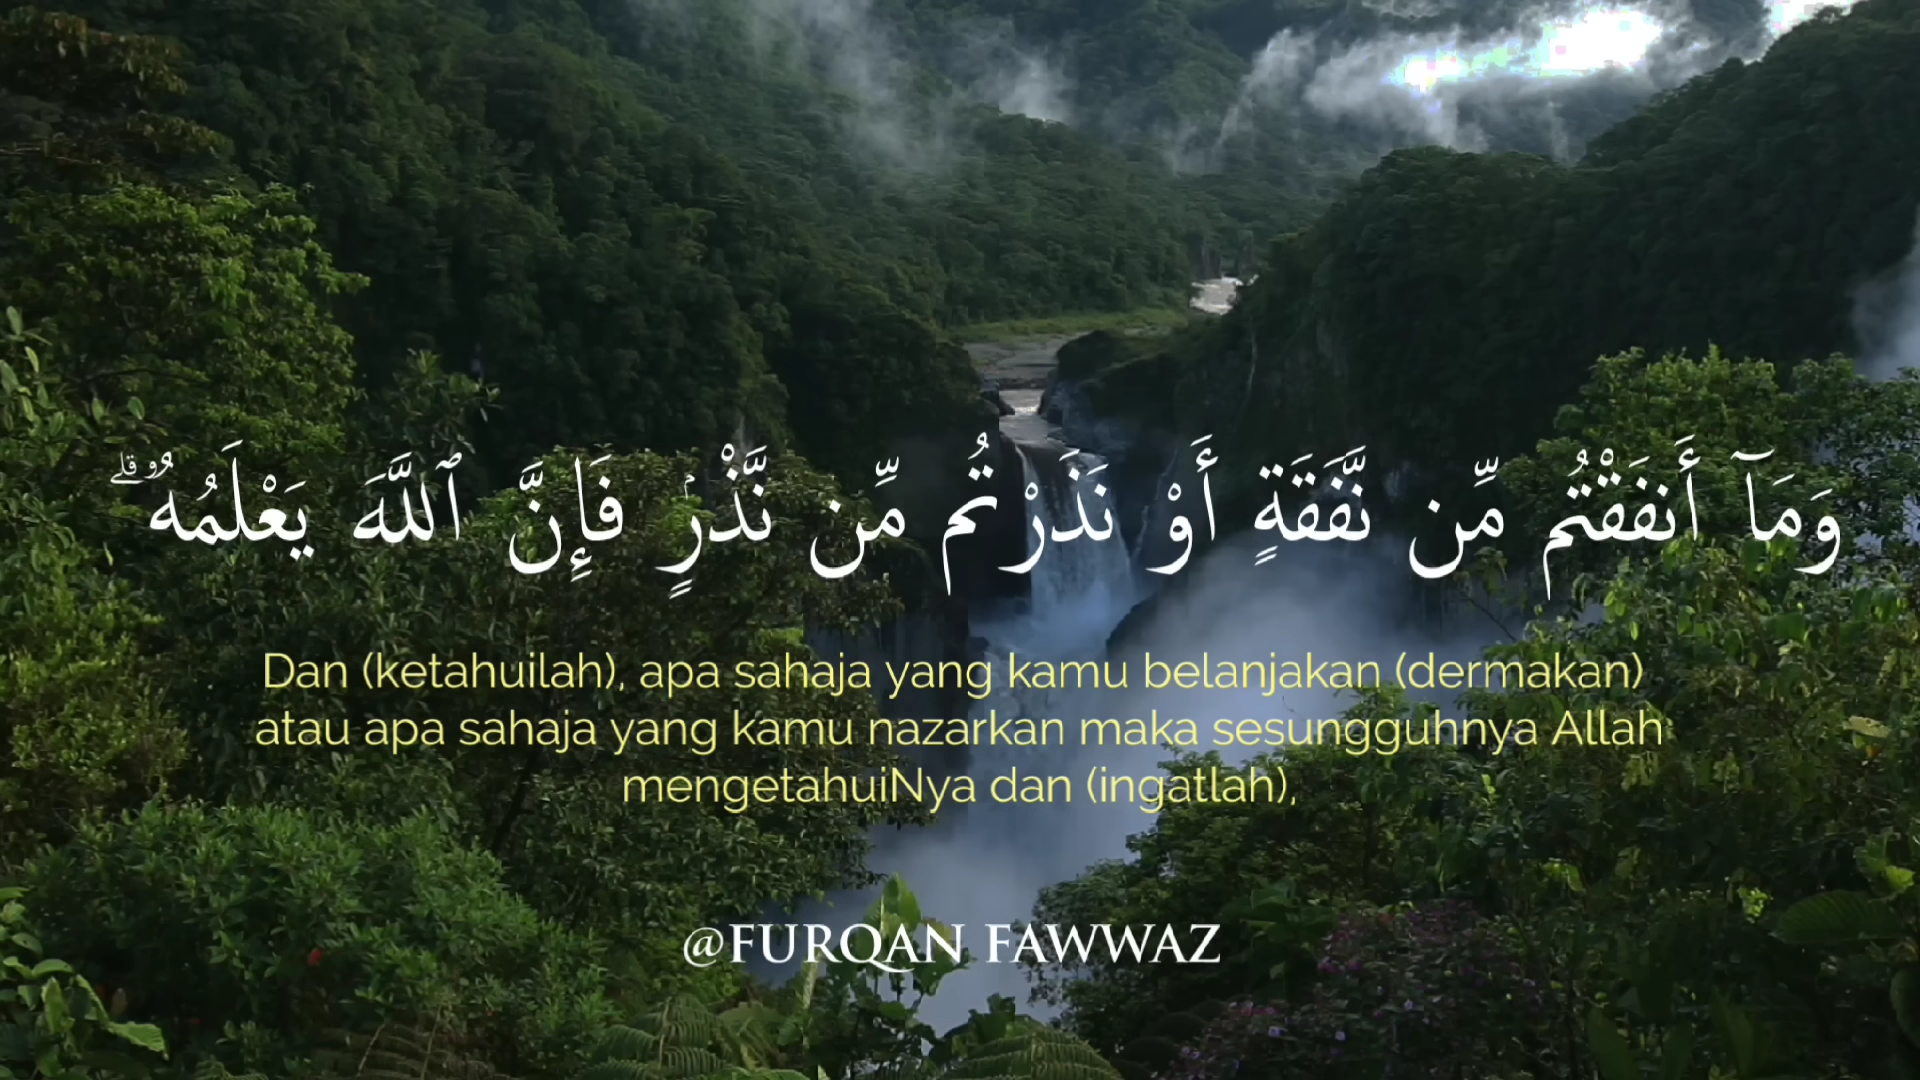 وَمَآ أَنفَقْتُم مِّن نَّفَقَةٍ أَوْ نَذَرْتُم مِّن نَّذْرٍۢ فَإِنَّ ٱللَّهَ يَعْلَمُهُۥ ۗ
Dan (ketahuilah), apa sahaja yang kamu belanjakan (dermakan)
atau apa sahaja yang kamu nazarkan maka sesungguhnya Allah
mengetahuiNya dan (ingatlah),
@FURQAN FAWWAZ